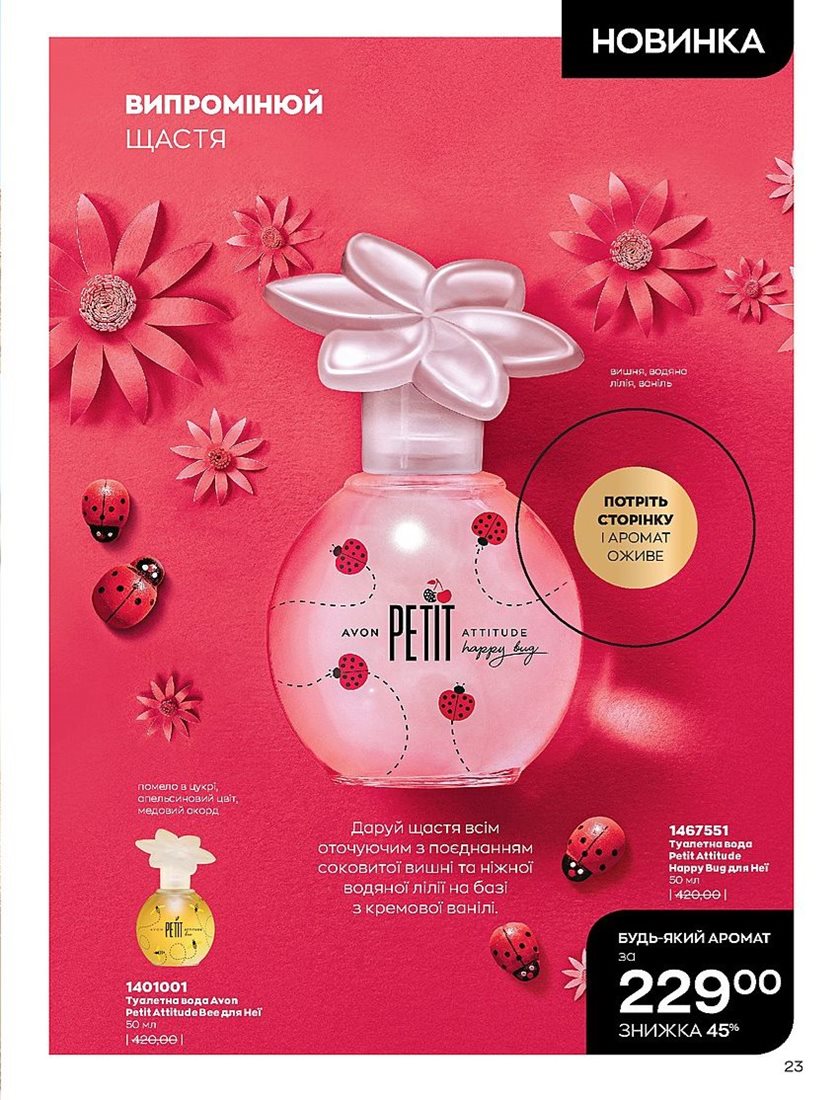 НОВИНКА
ВИПРОМІНЮЙ
ЩАСТЯ
вишня, водяна
лілія, ваніль
ПОТРІТЬ
СТОРІНКУ
І АРОМАТ
ОЖИВЕ
AVON PETIT ATTITUDE
happy bug
помело в цукрі,
апельсиновий цвіт,
медовий акорд
AVON PETIT ATTITUDE
1401001
Туалетна вода Avon
Petit Attitude Bee для Неї
50 мл
| 420,00 |
Даруй щастя всім
оточуючим з поєднанням
соковитої вишні та ніжної
водяної лілії на базі
з кремової ванілі.
1467551
Туалетна вода
Petit Attitude
Happy Bug для Неї
50 мл
| 420,00 |
БУДЬ-ЯКИЙ АРОМАТ
за
229⁰⁰
ЗНИЖКА 45%
23